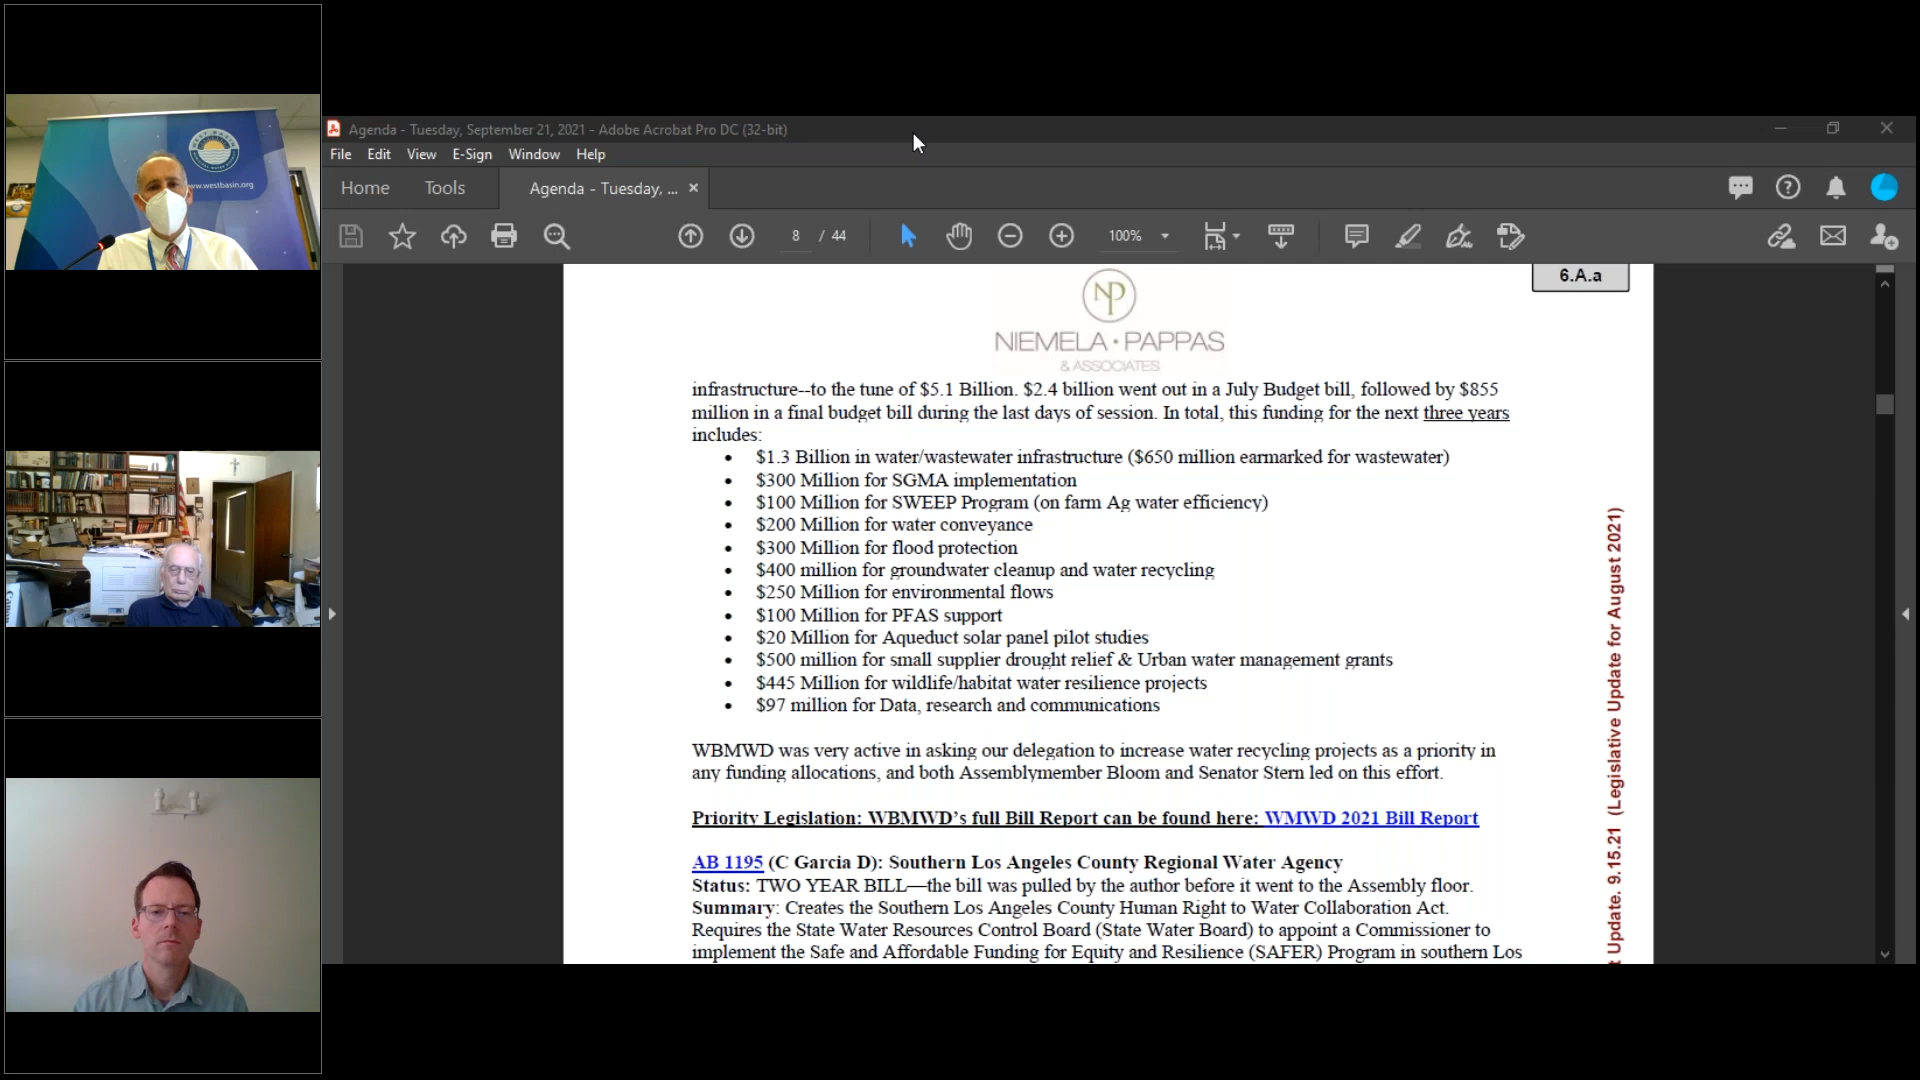 WEST BASIN
www.westbasin.org
Agenda - Tuesday, September 21, 2021 - Adobe Acrobat Pro DC (32-bit)
File Edit View E-Sign Window Help
Home Tools Agenda - Tuesday, ... ×
8 / 44 100%
6.A.a
NP
NIEMELA · PAPPAS
& ASSOCIATES
infrastructure--to the tune of $5.1 Billion. $2.4 billion went out in a July Budget bill, followed by $855
million in a final budget bill during the last days of session. In total, this funding for the next three years
includes:
• $1.3 Billion in water/wastewater infrastructure ($650 million earmarked for wastewater)
• $300 Million for SGMA implementation
• $100 Million for SWEEP Program (on farm Ag water efficiency)
• $200 Million for water conveyance
• $300 Million for flood protection
• $400 million for groundwater cleanup and water recycling
• $250 Million for environmental flows
• $100 Million for PFAS support
• $20 Million for Aqueduct solar panel pilot studies
• $500 million for small supplier drought relief & Urban water management grants
• $445 Million for wildlife/habitat water resilience projects
• $97 million for Data, research and communications
WBMWD was very active in asking our delegation to increase water recycling projects as a priority in
any funding allocations, and both Assemblymember Bloom and Senator Stern led on this effort.
Priority Legislation: WBMWD's full Bill Report can be found here: WMWD 2021 Bill Report
AB 1195 (C Garcia D): Southern Los Angeles County Regional Water Agency
Status: TWO YEAR BILL—the bill was pulled by the author before it went to the Assembly floor.
Summary: Creates the Southern Los Angeles County Human Right to Water Collaboration Act.
Requires the State Water Resources Control Board (State Water Board) to appoint a Commissioner to
implement the Safe and Affordable Funding for Equity and Resilience (SAFER) Program in southern Los
t Update. 9.15.21 (Legislative Update for August 2021)